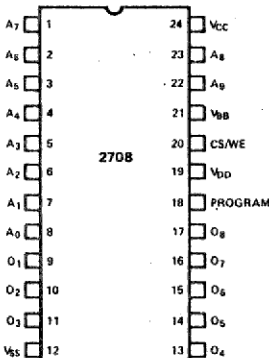 A7 1 24 VCC
A6 2 23 A8
A5 3 22 A9
A4 4 21 VBB
A3 5 20 CS/WE
2708
A2 6 19 VDD
A1 7 18 PROGRAM
A0 8 17 O8
O1 9 16 O7
O2 10 15 O6
O3 11 14 O5
VSS 12 13 O4